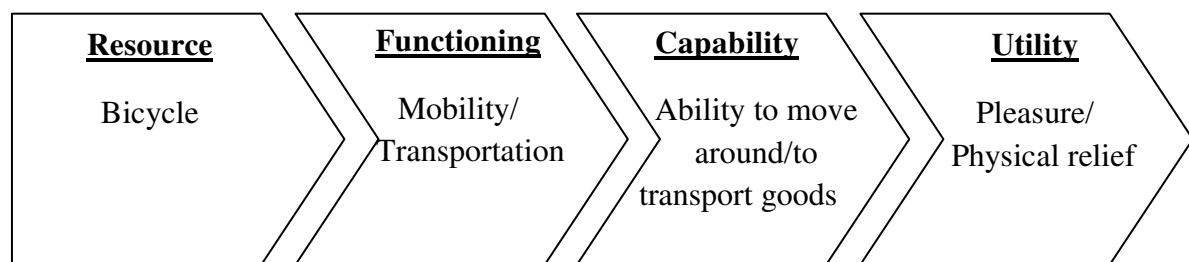 Resource
Bicycle
Functioning
Mobility/
Transportation
Capability
Ability to move
around/to
transport goods
Utility
Pleasure/
Physical relief